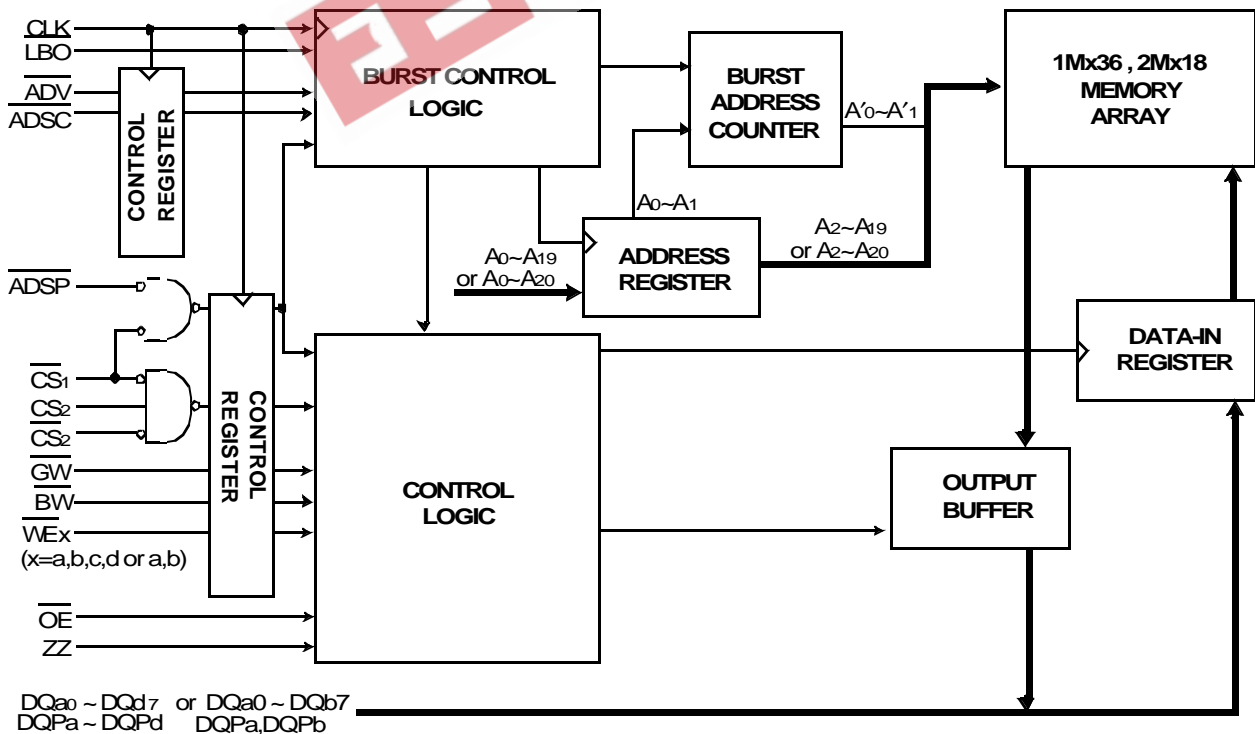 CLK
LBO
ADV
ADSC
CONTROL
REGISTER
BURST CONTROL
LOGIC
BURST
ADDRESS
COUNTER
A′0~A′1
1Mx36 , 2Mx18
MEMORY
ARRAY
A0~A1
A0~A19
or A0~A20
ADDRESS
REGISTER
A2~A19
or A2~A20
ADSP
CS1
CS2
CS2
GW
BW
WEx
(x=a,b,c,d or a,b)
OE
ZZ
CONTROL
REGISTER
CONTROL
LOGIC
DATA-IN
REGISTER
OUTPUT
BUFFER
DQa0 ~ DQd7 or DQa0 ~ DQb7
DQPa ~ DQPd DQPa,DQPb